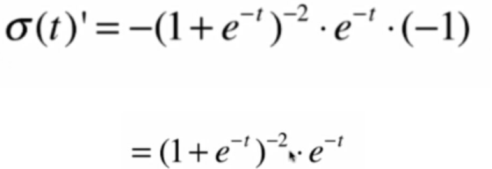 σ(t)' = −(1 + e⁻ᵗ)⁻² · e⁻ᵗ · (−1)
= (1 + e⁻ᵗ)⁻² · e⁻ᵗ